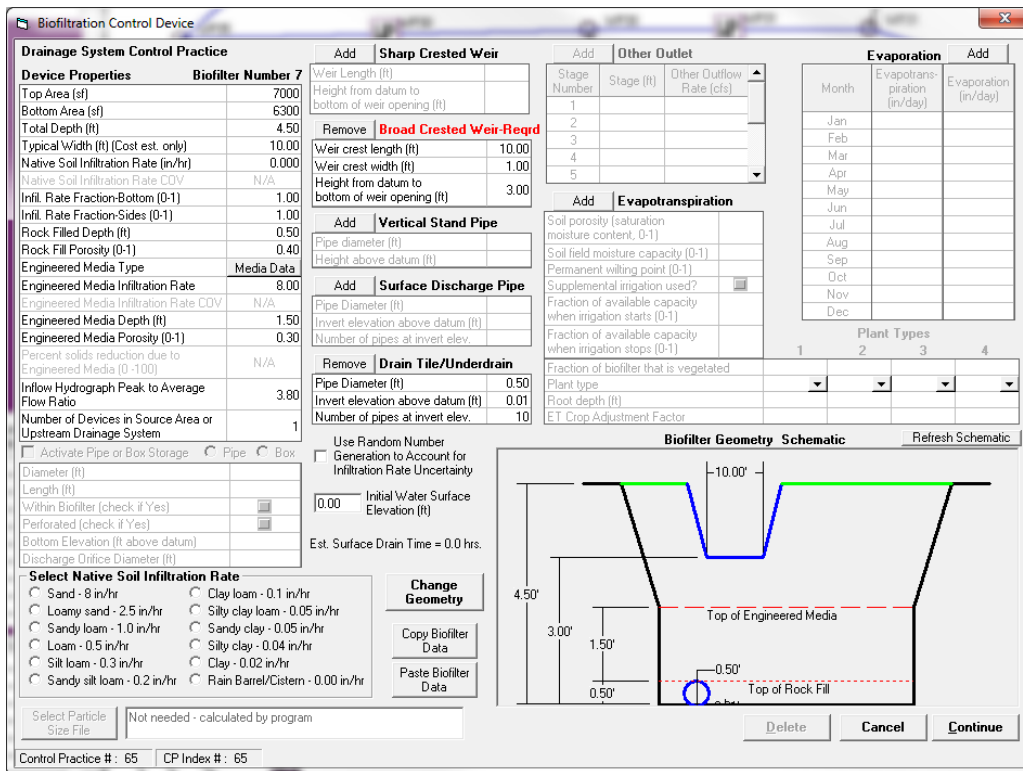 Biofiltration Control Device
Drainage System Control Practice
Device Properties Biofilter Number 7
Top Area (sf) 7000
Bottom Area (sf) 6300
Total Depth (ft) 4.50
Typical Width (ft) (Cost est. only) 10.00
Native Soil Infiltration Rate (in/hr) 0.000
Native Soil Infiltration Rate COV N/A
Infil. Rate Fraction-Bottom (0-1) 1.00
Infil. Rate Fraction-Sides (0-1) 1.00
Rock Filled Depth (ft) 0.50
Rock Fill Porosity (0-1) 0.40
Engineered Media Type Media Data
Engineered Media Infiltration Rate 8.00
Engineered Media Infiltration Rate COV N/A
Engineered Media Depth (ft) 1.50
Engineered Media Porosity (0-1) 0.30
Percent solids reduction due to
Engineered Media (0 -100) N/A
Inflow Hydrograph Peak to Average
Flow Ratio 3.80
Number of Devices in Source Area or
Upstream Drainage System 1
Activate Pipe or Box Storage Pipe Box
Diameter (ft)
Length (ft)
Within Biofilter (check if Yes)
Perforated (check if Yes)
Bottom Elevation (ft above datum)
Discharge Orifice Diameter (ft)
Select Native Soil Infiltration Rate
Sand - 8 in/hr Clay loam - 0.1 in/hr
Loamy sand - 2.5 in/hr Silty clay loam - 0.05 in/hr
Sandy loam - 1.0 in/hr Sandy clay - 0.05 in/hr
Loam - 0.5 in/hr Silty clay - 0.04 in/hr
Silt loam - 0.3 in/hr Clay - 0.02 in/hr
Sandy silt loam - 0.2 in/hr Rain Barrel/Cistern - 0.00 in/hr
Select Particle
Size File
Not needed - calculated by program
Control Practice # : 65 CP Index # : 65
Add Sharp Crested Weir
Weir Length (ft)
Height from datum to
bottom of weir opening (ft)
Remove Broad Crested Weir-Reqrd
Weir crest length (ft) 10.00
Weir crest width (ft) 1.00
Height from datum to
bottom of weir opening (ft) 3.00
Add Vertical Stand Pipe
Pipe diameter (ft)
Height above datum (ft)
Add Surface Discharge Pipe
Pipe Diameter (ft)
Invert elevation above datum (ft)
Number of pipes at invert elev.
Remove Drain Tile/Underdrain
Pipe Diameter (ft) 0.50
Invert elevation above datum (ft) 0.01
Number of pipes at invert elev. 10
Use Random Number
Generation to Account for
Infiltration Rate Uncertainty
0.00 Initial Water Surface
Elevation (ft)
Est. Surface Drain Time = 0.0 hrs.
Change
Geometry
Copy Biofilter
Data
Paste Biofilter
Data
Add Other Outlet
Stage
Number Stage (ft) Other Outflow
Rate (cfs)
1
2
3
4
5
Add Evapotranspiration
Soil porosity (saturation
moisture content, 0-1)
Soil field moisture capacity (0-1)
Permanent wilting point (0-1)
Supplemental irrigation used?
Fraction of available capacity
when irrigation starts (0-1)
Fraction of available capacity
when irrigation stops (0-1)
Fraction of biofilter that is vegetated
Plant type
Root depth (ft)
ET Crop Adjustment Factor
Evaporation Add
Month Evapotrans-
piration
(in/day) Evaporation
(in/day)
Jan
Feb
Mar
Apr
May
Jun
Jul
Aug
Sep
Oct
Nov
Dec
Plant Types
1 2 3 4
Biofilter Geometry Schematic Refresh Schematic
10.00'
4.50'
3.00'
Top of Engineered Media
1.50'
0.50'
Top of Rock Fill
0.50'
Delete Cancel Continue